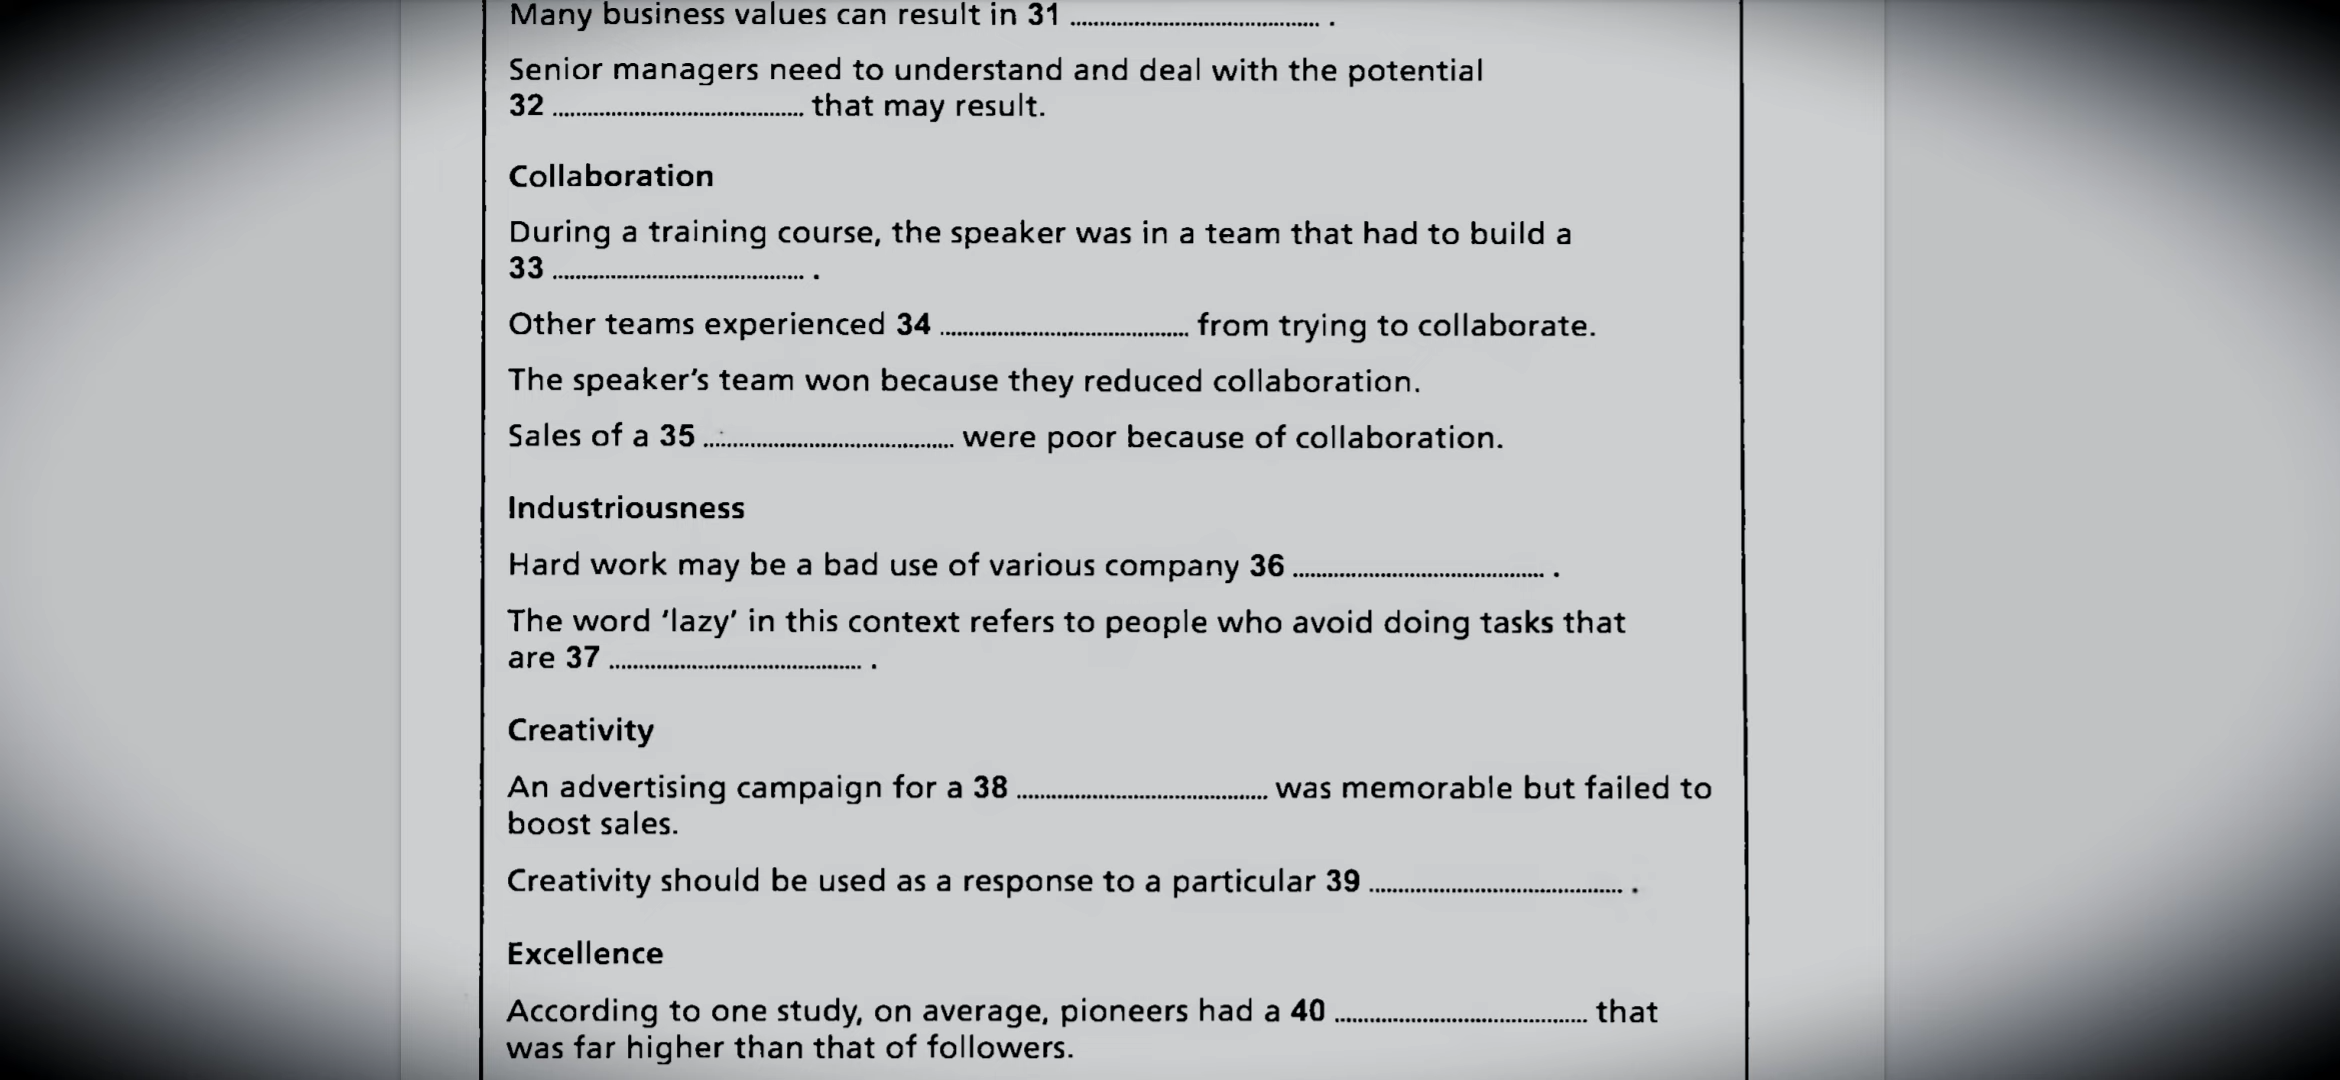 Many business values can result in 31 ........................................ .
Senior managers need to understand and deal with the potential
32 ........................................ that may result.
Collaboration
During a training course, the speaker was in a team that had to build a
33 ........................................ .
Other teams experienced 34 ........................................ from trying to collaborate.
The speaker's team won because they reduced collaboration.
Sales of a 35 ........................................ were poor because of collaboration.
Industriousness
Hard work may be a bad use of various company 36 ........................................ .
The word 'lazy' in this context refers to people who avoid doing tasks that
are 37 ........................................ .
Creativity
An advertising campaign for a 38 ........................................ was memorable but failed to
boost sales.
Creativity should be used as a response to a particular 39 ........................................ .
Excellence
According to one study, on average, pioneers had a 40 ........................................ that
was far higher than that of followers.